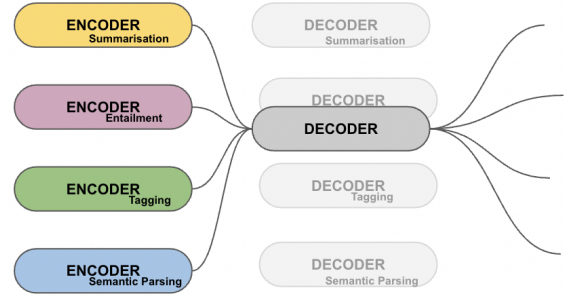 ENCODER
Summarisation
DECODER
Summarisation
ENCODER
Entailment
DECODER
DECODER
ENCODER
Tagging
DECODER
Tagging
ENCODER
Semantic Parsing
DECODER
Semantic Parsing